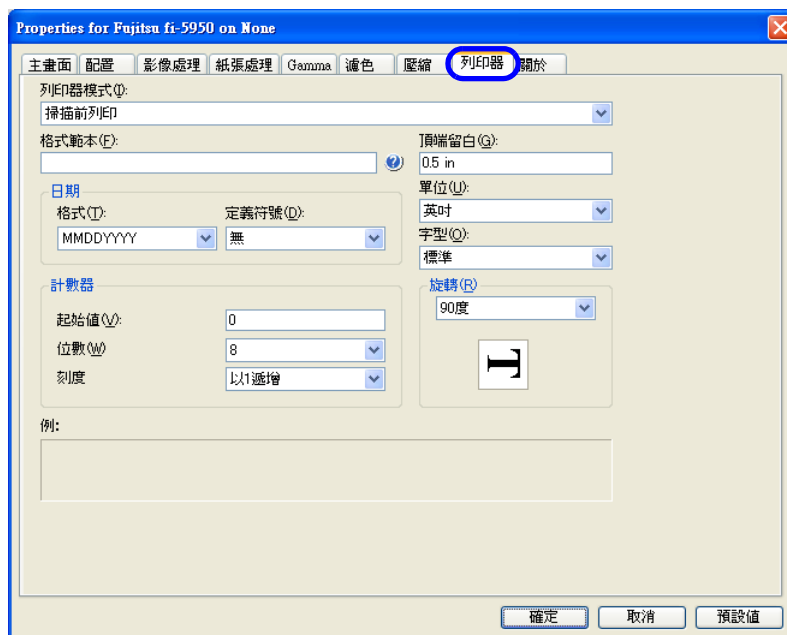 Properties for Fujitsu fi-5950 on None
主畫面 配置 影像處理 紙張處理 Gamma 濾色 壓縮 列印器 關於
列印器模式(I):
掃描前列印
格式範本(F): 頂端留白(G):
0.5 in
日期 單位(U):
格式(T): 定義符號(D): 英吋
MMDDYYYY 無 字型(O):
標準
計數器 旋轉(R)
90度
起始值(V): 0
位數(W) 8
刻度 以1遞增
例:
確定 取消 預設值